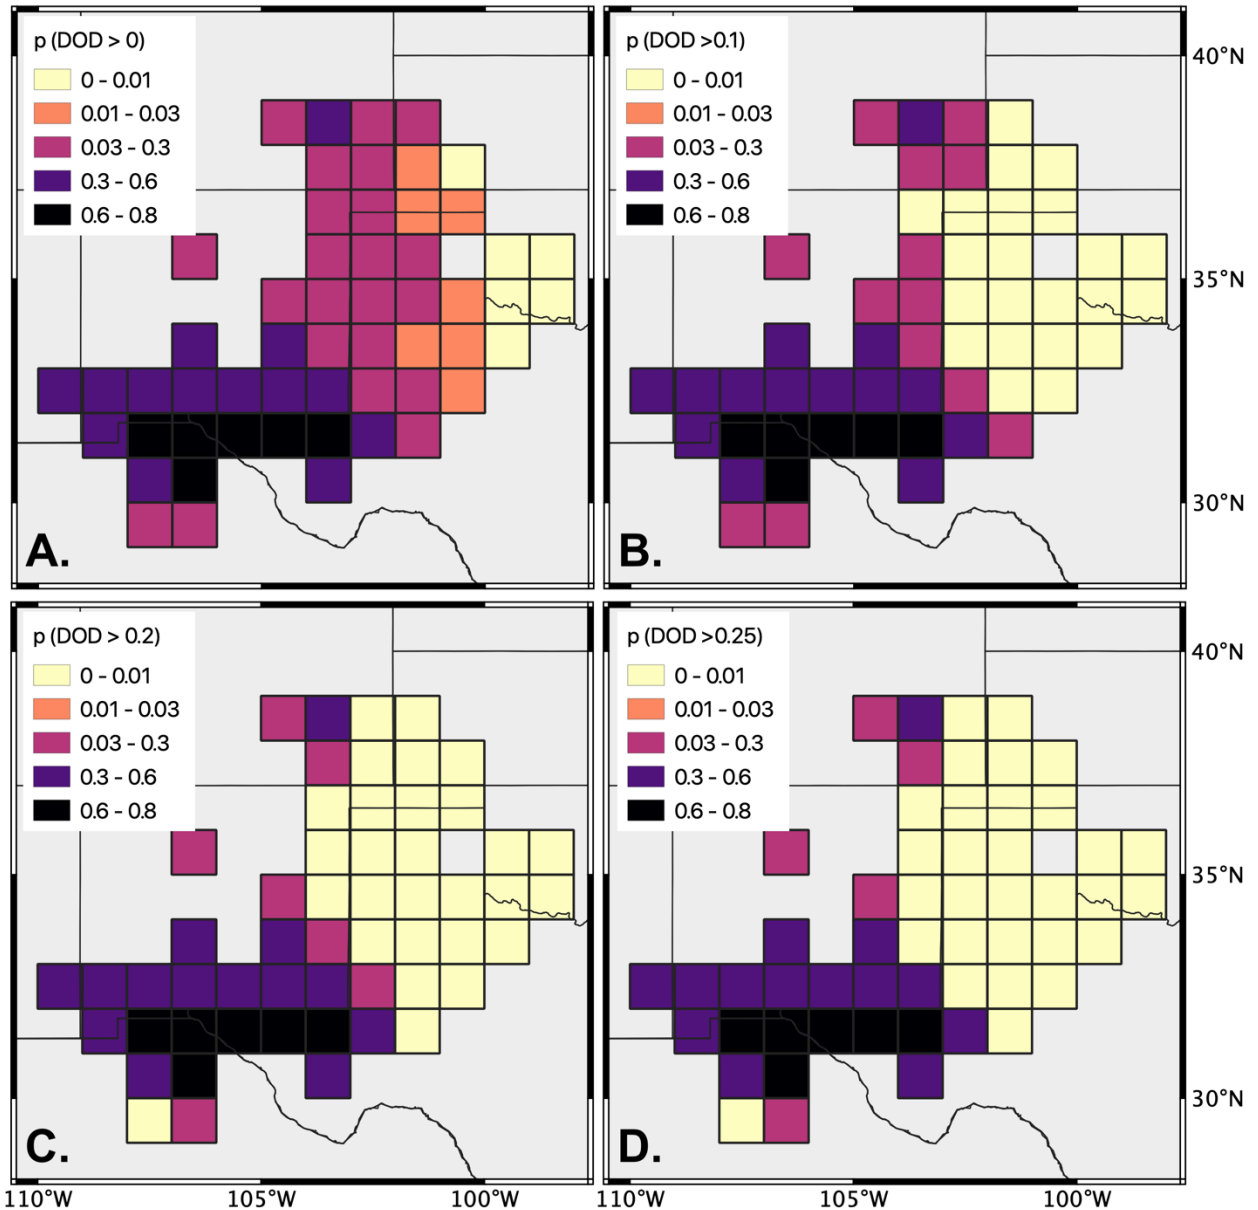 p (DOD > 0)
0 - 0.01
0.01 - 0.03
0.03 - 0.3
0.3 - 0.6
0.6 - 0.8
A.
p (DOD >0.1)
0 - 0.01
0.01 - 0.03
0.03 - 0.3
0.3 - 0.6
0.6 - 0.8
B.
40°N
35°N
30°N
p (DOD > 0.2)
0 - 0.01
0.01 - 0.03
0.03 - 0.3
0.3 - 0.6
0.6 - 0.8
C.
p (DOD >0.25)
0 - 0.01
0.01 - 0.03
0.03 - 0.3
0.3 - 0.6
0.6 - 0.8
D.
40°N
35°N
30°N
110°W 105°W 100°W 110°W 105°W 100°W